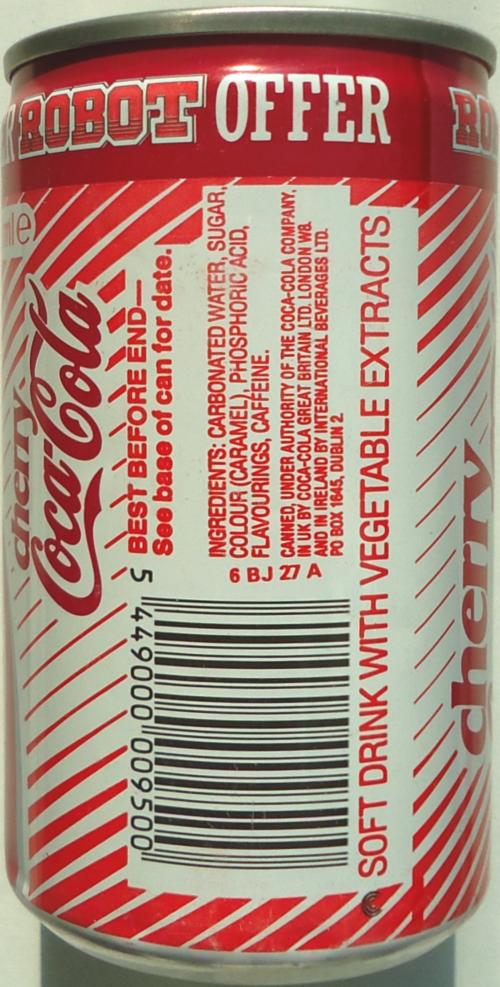 ROBOT OFFER
cherry
Coca-Cola
BEST BEFORE END—
See base of can for date.
INGREDIENTS: CARBONATED WATER, SUGAR,
COLOUR (CARAMEL), PHOSPHORIC ACID,
FLAVOURINGS, CAFFEINE.
CANNED, UNDER AUTHORITY OF THE COCA-COLA COMPANY,
IN UK BY COCA-COLA GREAT BRITAIN LTD. LONDON W6.
AND IN IRELAND BY INTERNATIONAL BEVERAGES LTD.
PO BOX 1645, DUBLIN 2
6 BJ 27 A
5 449000 009500
SOFT DRINK WITH VEGETABLE EXTRACTS
cherry